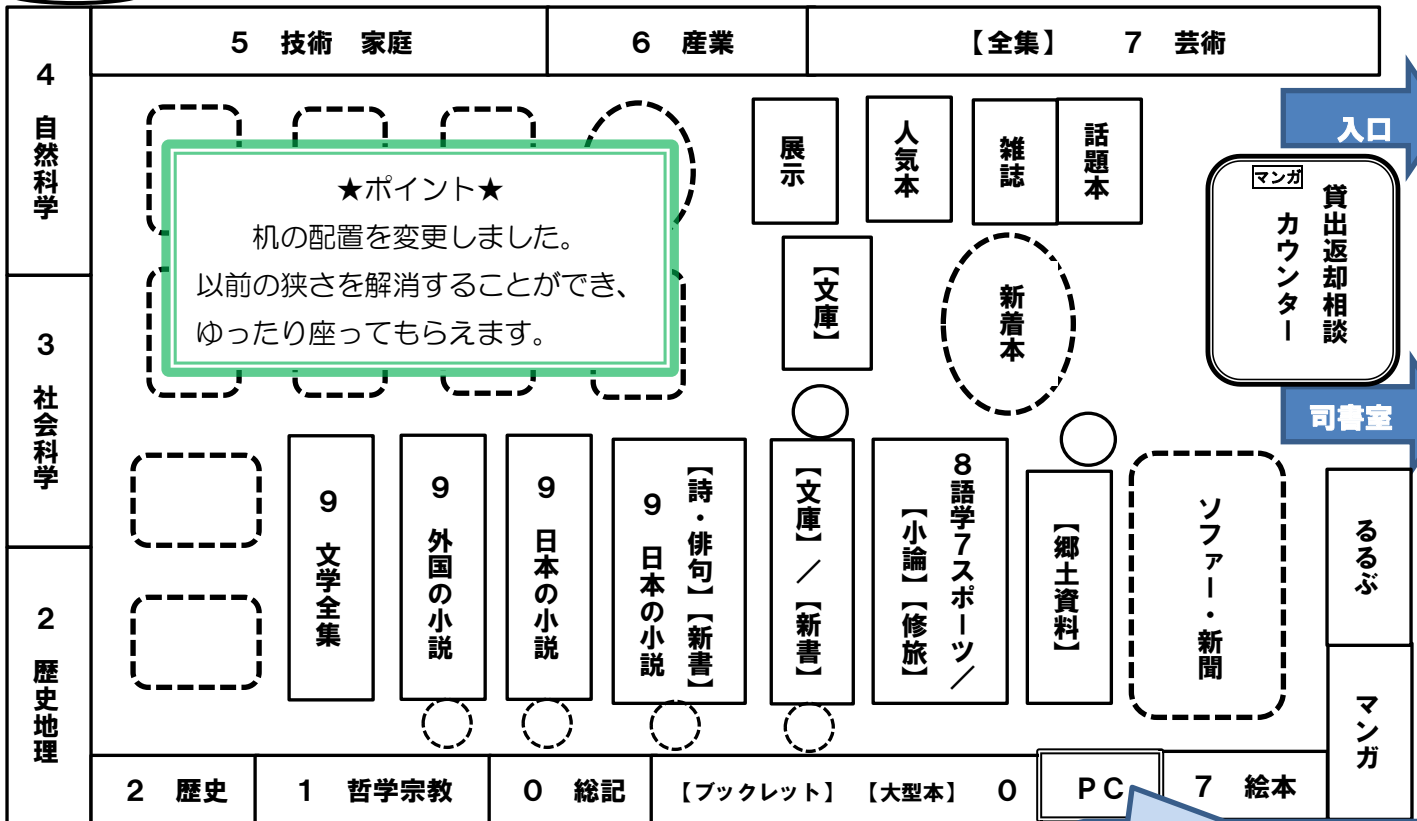 5 技術 家庭
6 産業
【全集】 7 芸術
4 自然科学
3 社会科学
2 歴史地理
★ポイント★
机の配置を変更しました。
以前の狭さを解消することができ、
ゆったり座ってもらえます。
展示
人気本
雑誌
話題本
入口
マンガ
貸出返却相談
カウンター
【文庫】
新着本
司書室
9 文学全集
9 外国の小説
9 日本の小説
【詩・俳句】【新書】
9 日本の小説
【文庫】/【新書】
8語学7スポーツ/
【小論】【修旅】
【郷土資料】
ソファー・新聞
るるぶ
マンガ
2 歴史
1 哲学宗教
0 総記
【ブックレット】 【大型本】 0
PC
7 絵本